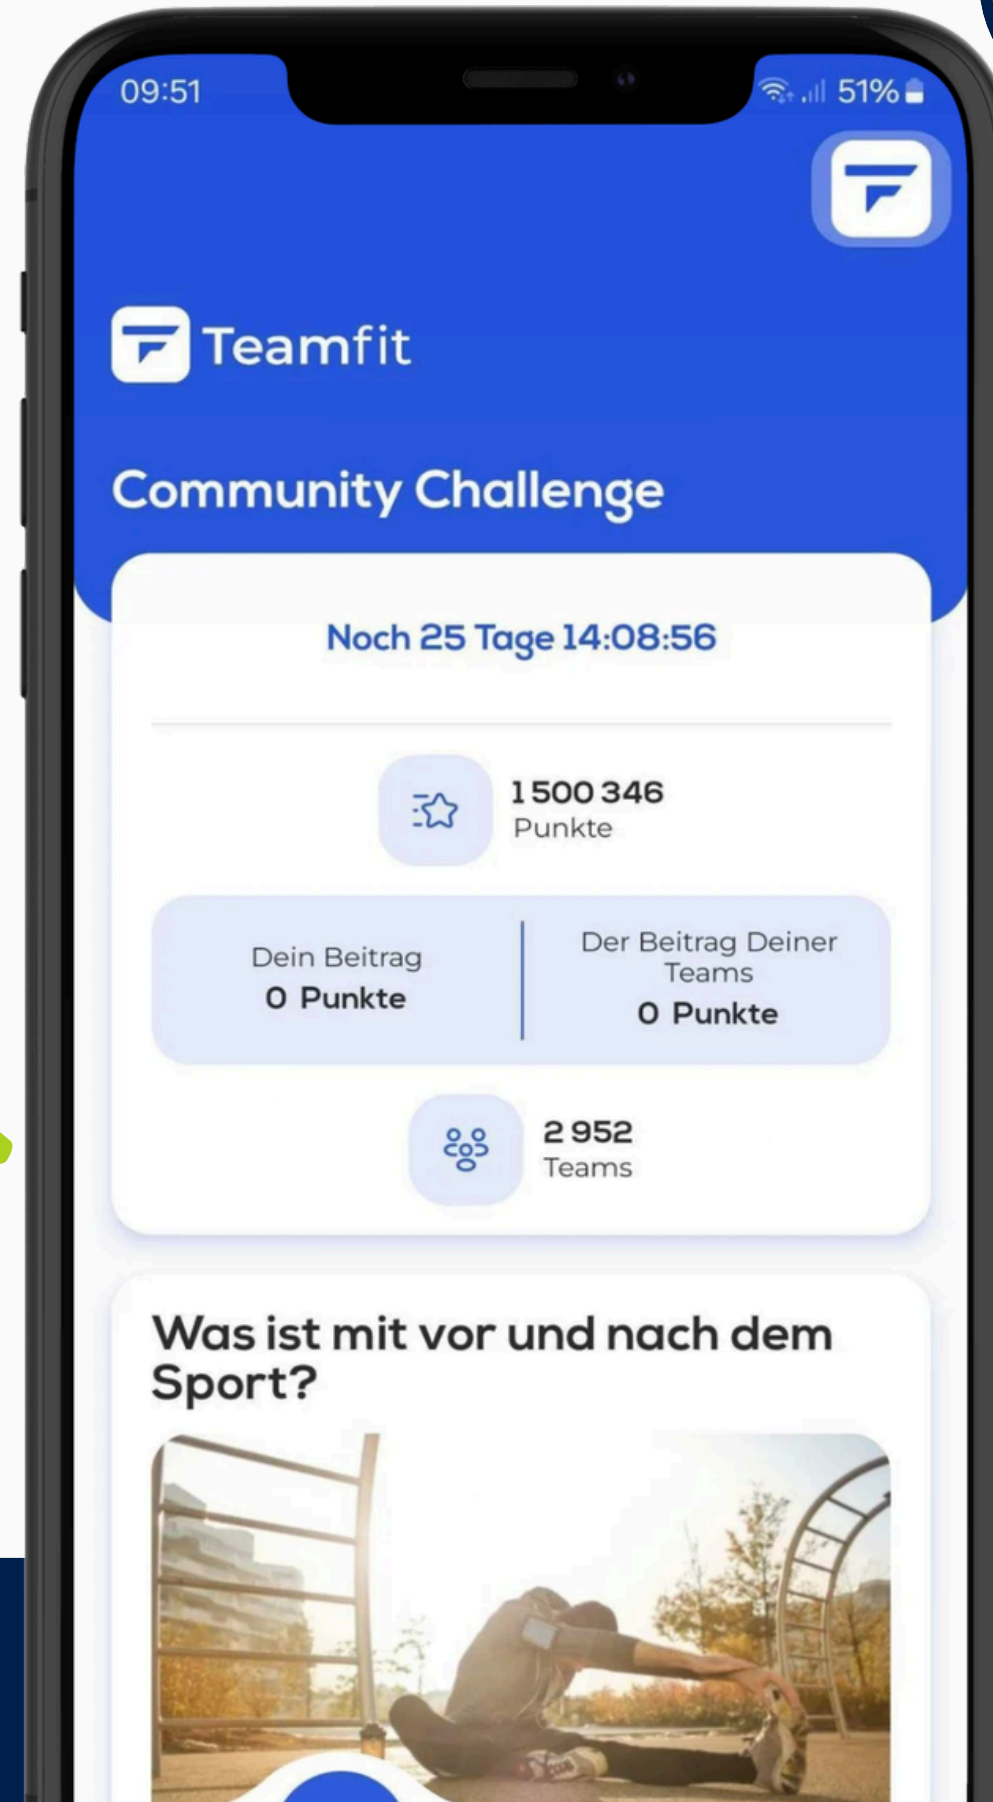 09:51
51%
Teamfit
Community Challenge
Noch 25 Tage 14:08:56
1 500 346
Punkte
Dein Beitrag
0 Punkte
Der Beitrag Deiner
Teams
0 Punkte
2 952
Teams
Was ist mit vor und nach dem
Sport?